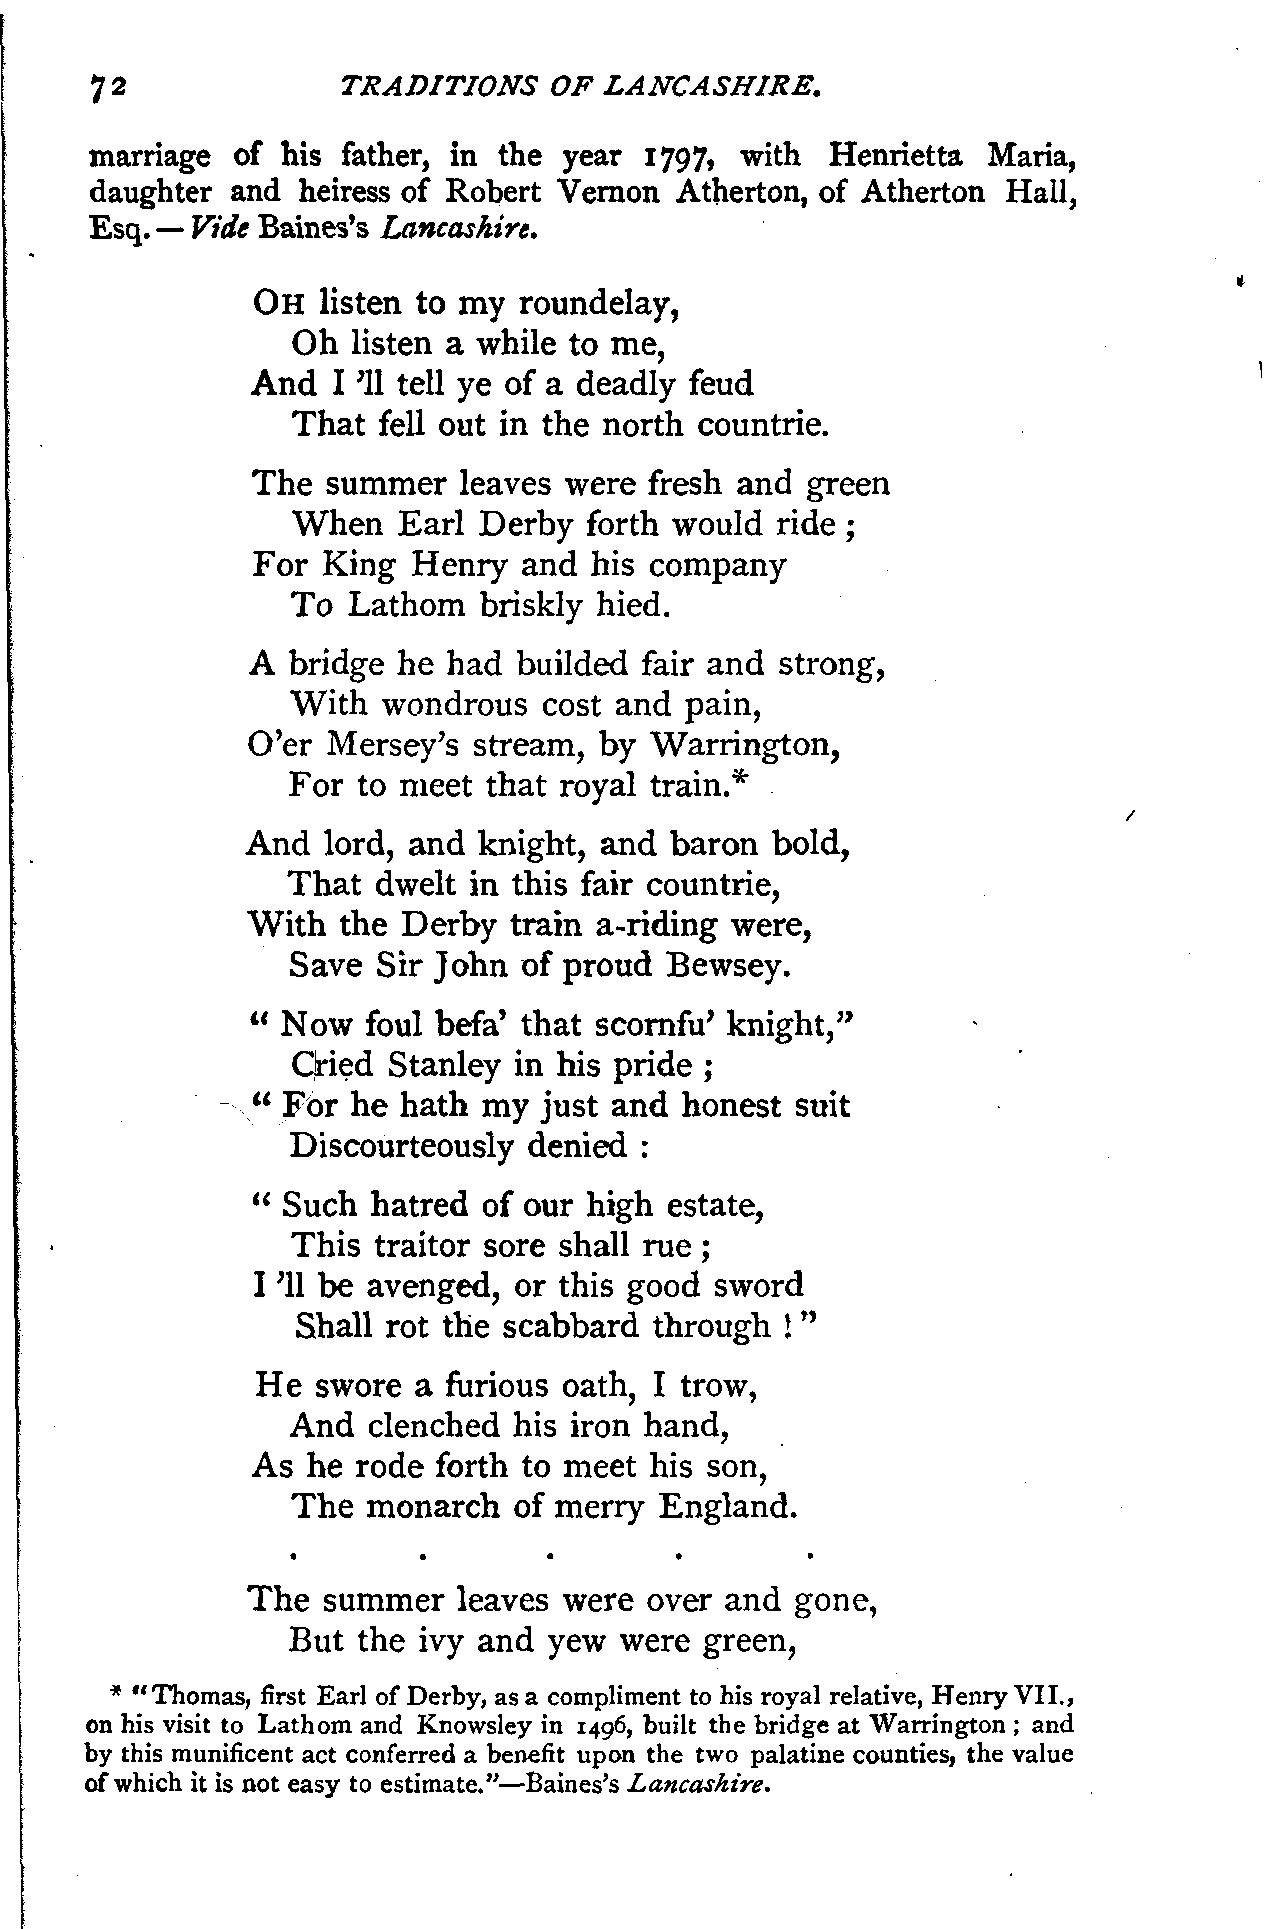 72 TRADITIONS OF LANCASHIRE.
marriage of his father, in the year 1797, with Henrietta Maria,
daughter and heiress of Robert Vernon Atherton, of Atherton Hall,
Esq.—Vide Baines's Lancashire.
OH listen to my roundelay,
Oh listen a while to me,
And I 'll tell ye of a deadly feud
That fell out in the north countrie.
The summer leaves were fresh and green
When Earl Derby forth would ride ;
For King Henry and his company
To Lathom briskly hied.
A bridge he had builded fair and strong,
With wondrous cost and pain,
O'er Mersey's stream, by Warrington,
For to meet that royal train.*
And lord, and knight, and baron bold,
That dwelt in this fair countrie,
With the Derby train a-riding were,
Save Sir John of proud Bewsey.
" Now foul befa' that scornfu' knight,"
Cried Stanley in his pride ;
" For he hath my just and honest suit
Discourteously denied :
" Such hatred of our high estate,
This traitor sore shall rue ;
I 'll be avenged, or this good sword
Shall rot the scabbard through ! "
He swore a furious oath, I trow,
And clenched his iron hand,
As he rode forth to meet his son,
The monarch of merry England.
. . . . .
The summer leaves were over and gone,
But the ivy and yew were green,
* "Thomas, first Earl of Derby, as a compliment to his royal relative, Henry VII.,
on his visit to Lathom and Knowsley in 1496, built the bridge at Warrington ; and
by this munificent act conferred a benefit upon the two palatine counties, the value
of which it is not easy to estimate."—Baines's Lancashire.